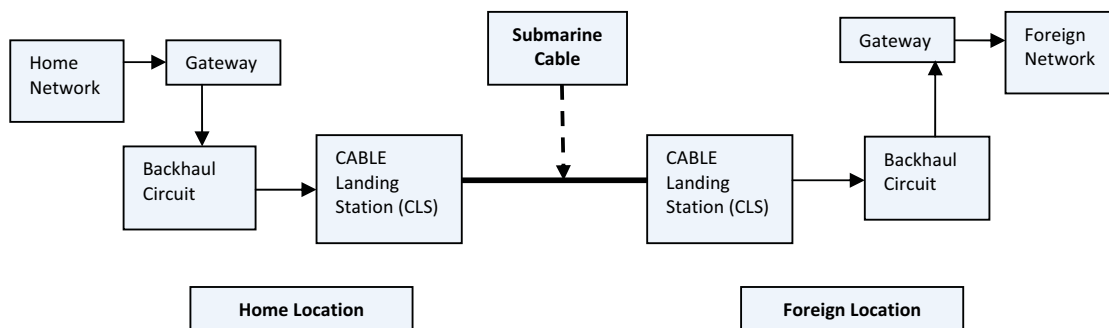 Home
Network
Gateway
Submarine
Cable
Gateway
Foreign
Network
Backhaul
Circuit
CABLE
Landing
Station (CLS)
CABLE
Landing
Station (CLS)
Backhaul
Circuit
Home Location
Foreign Location